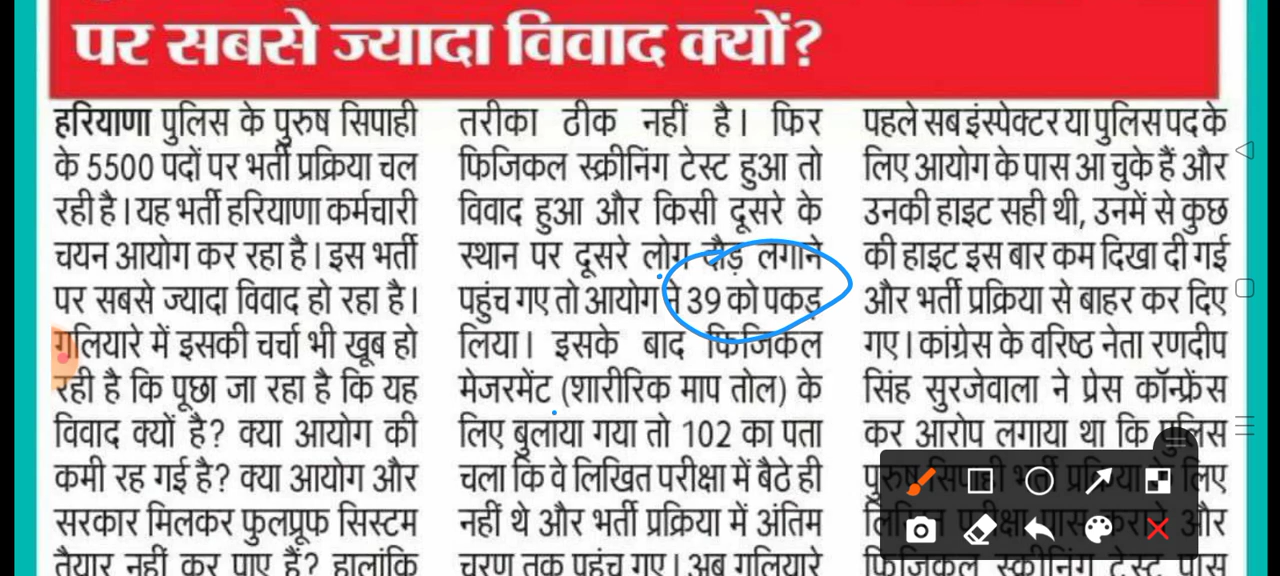 पर सबसे ज्यादा विवाद क्यों?
हरियाणा पुलिस के पुरुष सिपाही
के 5500 पदों पर भर्ती प्रक्रिया चल
रही है। यह भर्ती हरियाणा कर्मचारी
चयन आयोग कर रहा है। इस भर्ती
पर सबसे ज्यादा विवाद हो रहा है।
गलियारे में इसकी चर्चा भी खूब हो
रही है कि पूछा जा रहा है कि यह
विवाद क्यों है? क्या आयोग की
कमी रह गई है? क्या आयोग और
सरकार मिलकर फुलप्रूफ सिस्टम
तैयार नहीं कर पाए हैं? हालांकि
तरीका ठीक नहीं है। फिर
फिजिकल स्क्रीनिंग टेस्ट हुआ तो
विवाद हुआ और किसी दूसरे के
स्थान पर दूसरे लोग दौड़ लगाने
पहुंच गए तो आयोग ने 39 को पकड़
लिया। इसके बाद फिजिकल
मेजरमेंट (शारीरिक माप तोल) के
लिए बुलाया गया तो 102 का पता
चला कि वे लिखित परीक्षा में बैठे ही
नहीं थे और भर्ती प्रक्रिया में अंतिम
चरण तक पहुंच गए। अब गलियारे
पहले सब इंस्पेक्टर या पुलिस पद के
लिए आयोग के पास आ चुके हैं और
उनकी हाइट सही थी, उनमें से कुछ
की हाइट इस बार कम दिखा दी गई
और भर्ती प्रक्रिया से बाहर कर दिए
गए। कांग्रेस के वरिष्ठ नेता रणदीप
सिंह सुरजेवाला ने प्रेस कॉन्फ्रेंस
कर आरोप लगाया था कि पुलिस
पुरुष सिपाही भर्ती प्रक्रिया के लिए
लिखित परीक्षा पास कराने और
फिजिकल स्क्रीनिंग टेस्ट पास